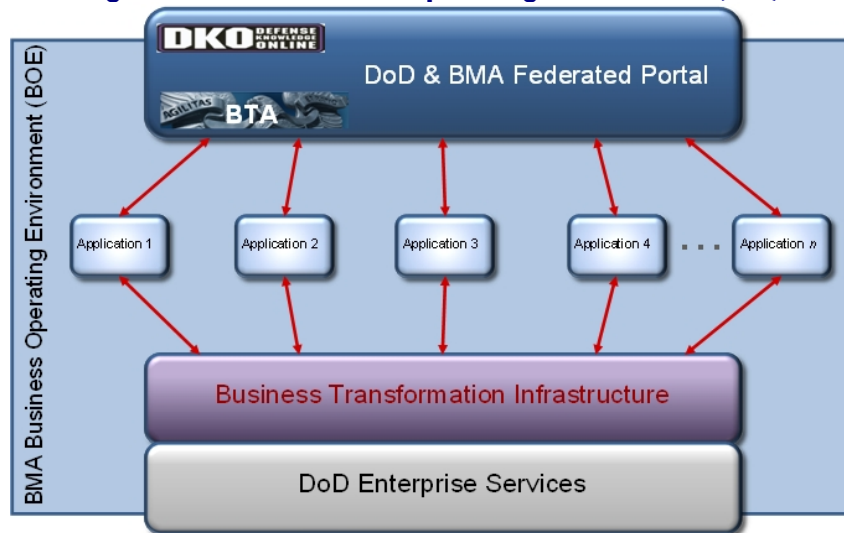 DKO DEFENSE
KNOWLEDGE
ONLINE
DoD & BMA Federated Portal
AGILITAS
BTA
BMA Business Operating Environment (BOE)
Application 1
Application 2
Application 3
Application 4
. . .
Application n
Business Transformation Infrastructure
DoD Enterprise Services